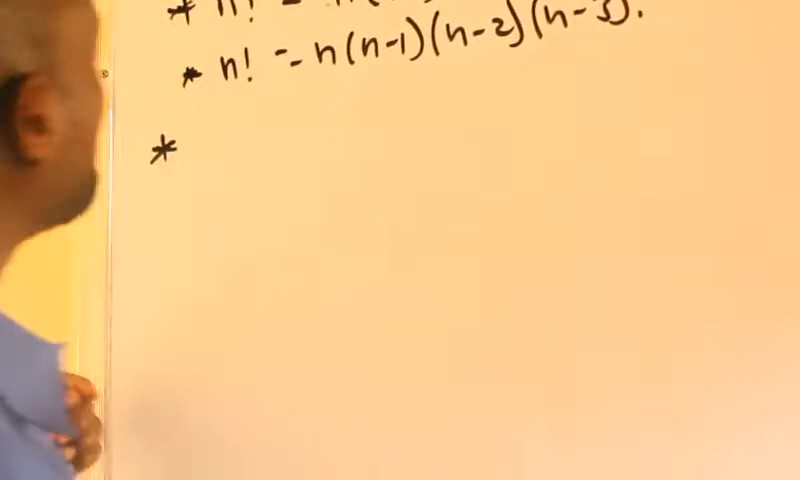 * n! =
* n! = n(n-1)(n-2)(n-3).
*